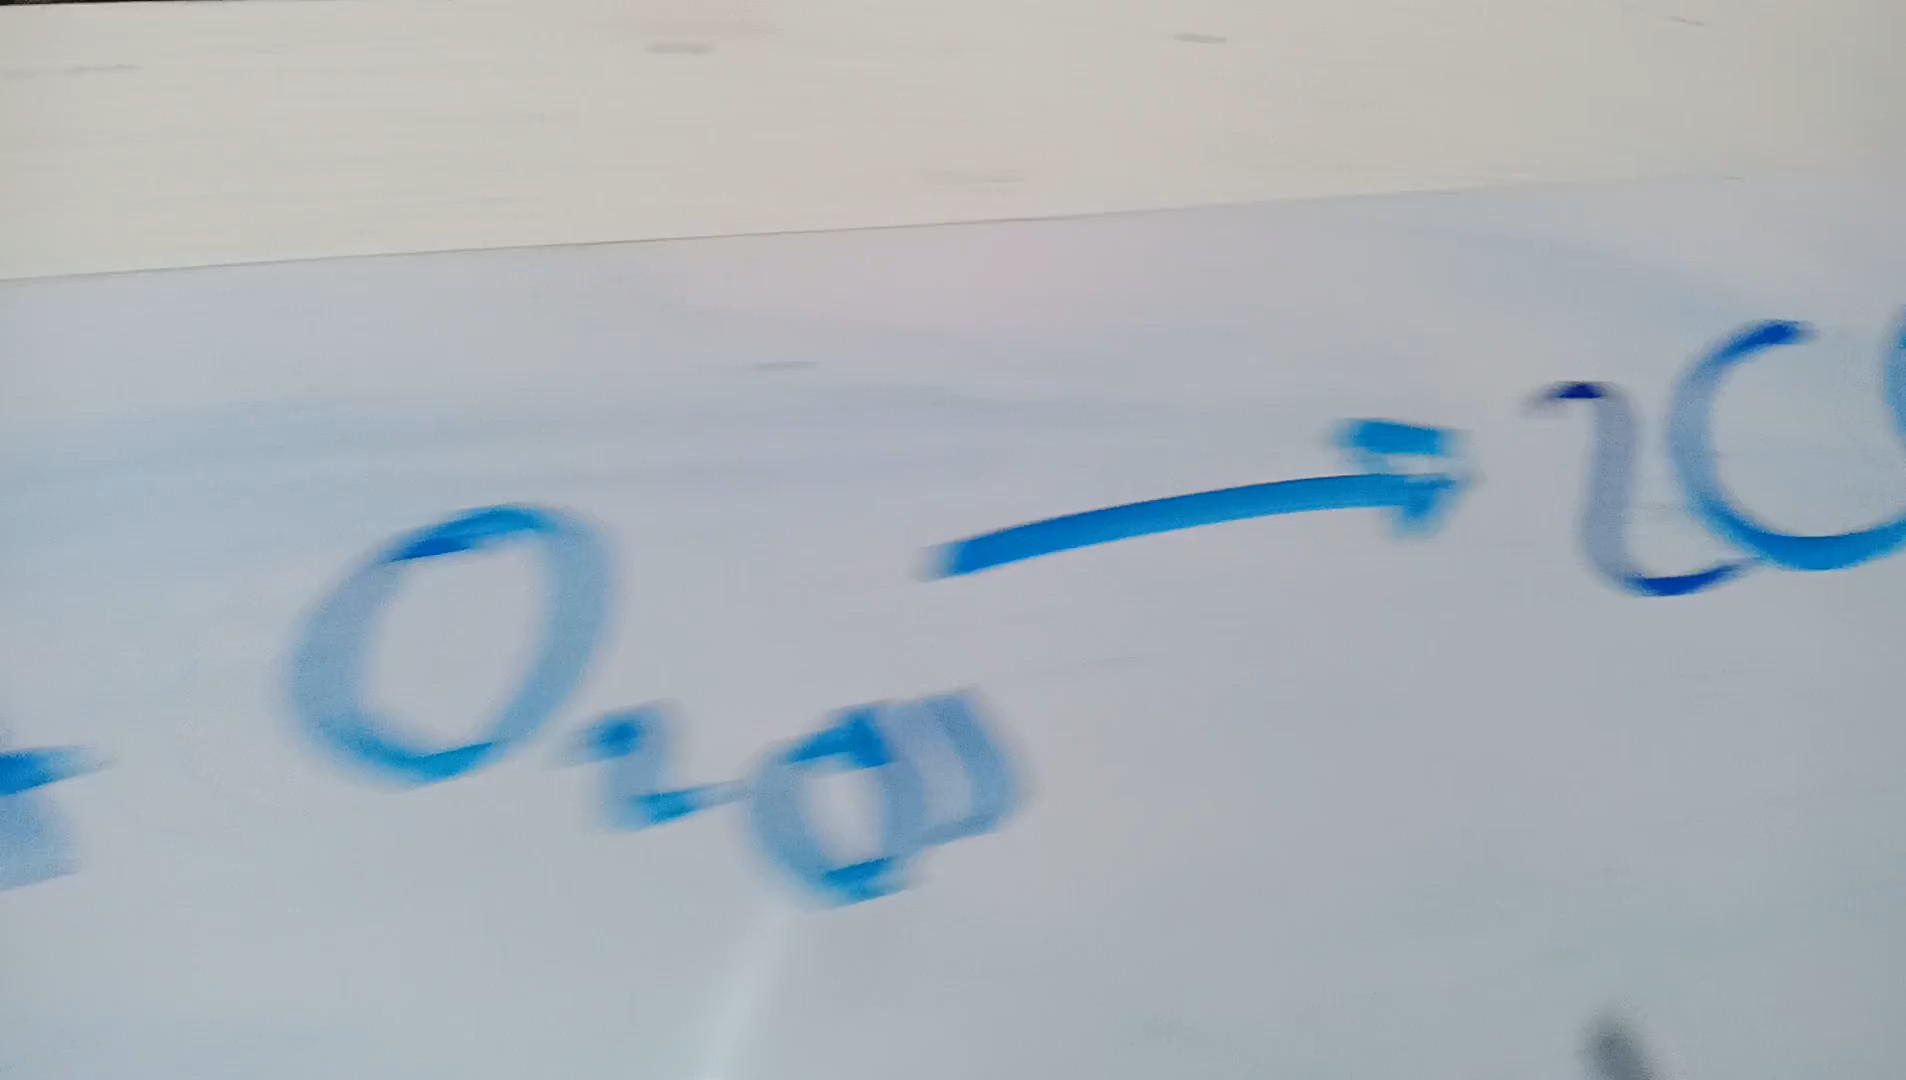 + O₂(g) → 2C